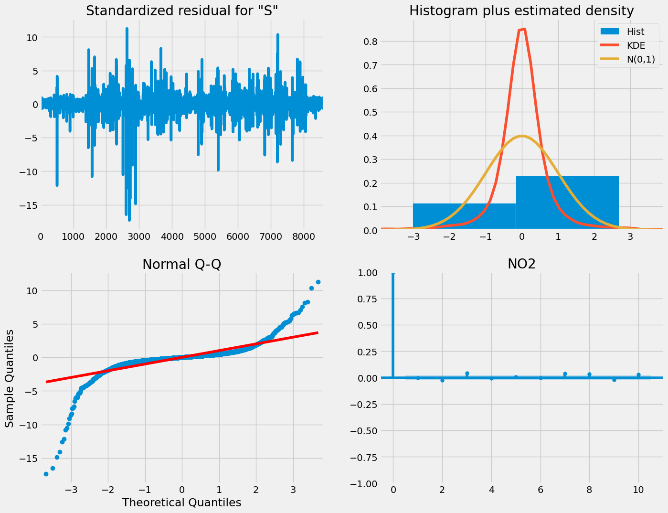 Standardized residual for "S"
10
5
0
−5
−10
−15
0 1000 2000 3000 4000 5000 6000 7000 8000
Histogram plus estimated density
Hist
KDE
N(0,1)
0.8
0.7
0.6
0.5
0.4
0.3
0.2
0.1
0.0
−3 −2 −1 0 1 2 3
Normal Q-Q
Sample Quantiles
10
5
0
−5
−10
−15
−3 −2 −1 0 1 2 3
Theoretical Quantiles
NO2
1.00
0.75
0.50
0.25
0.00
−0.25
−0.50
−0.75
−1.00
0 2 4 6 8 10